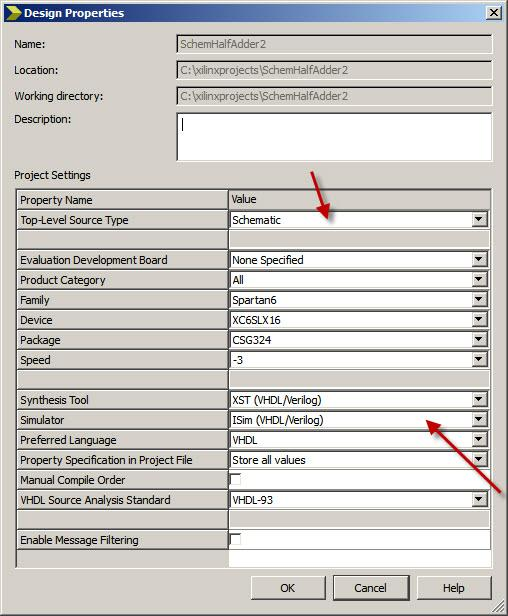 Design Properties
Name: SchemHalfAdder2
Location: C:\xilinxprojects\SchemHalfAdder2
Working directory: C:\xilinxprojects\SchemHalfAdder2
Description:
Project Settings
Property Name Value
Top-Level Source Type Schematic
Evaluation Development Board None Specified
Product Category All
Family Spartan6
Device XC6SLX16
Package CSG324
Speed -3
Synthesis Tool XST (VHDL/Verilog)
Simulator ISim (VHDL/Verilog)
Preferred Language VHDL
Property Specification in Project File Store all values
Manual Compile Order
VHDL Source Analysis Standard VHDL-93
Enable Message Filtering
OK Cancel Help